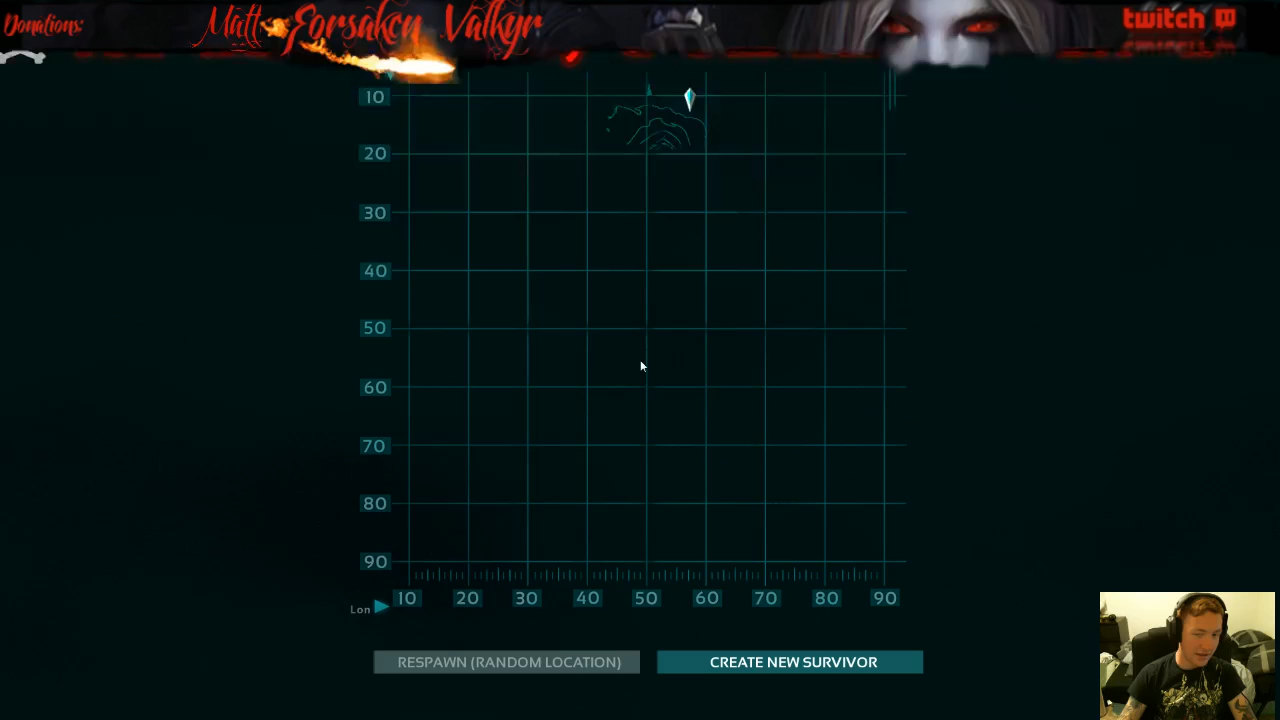 Donations:
Matt
Forsaken Valkyr
twitch
10
20
30
40
50
60
70
80
90
Lon
10 20 30 40 50 60 70 80 90
RESPAWN (RANDOM LOCATION)
CREATE NEW SURVIVOR